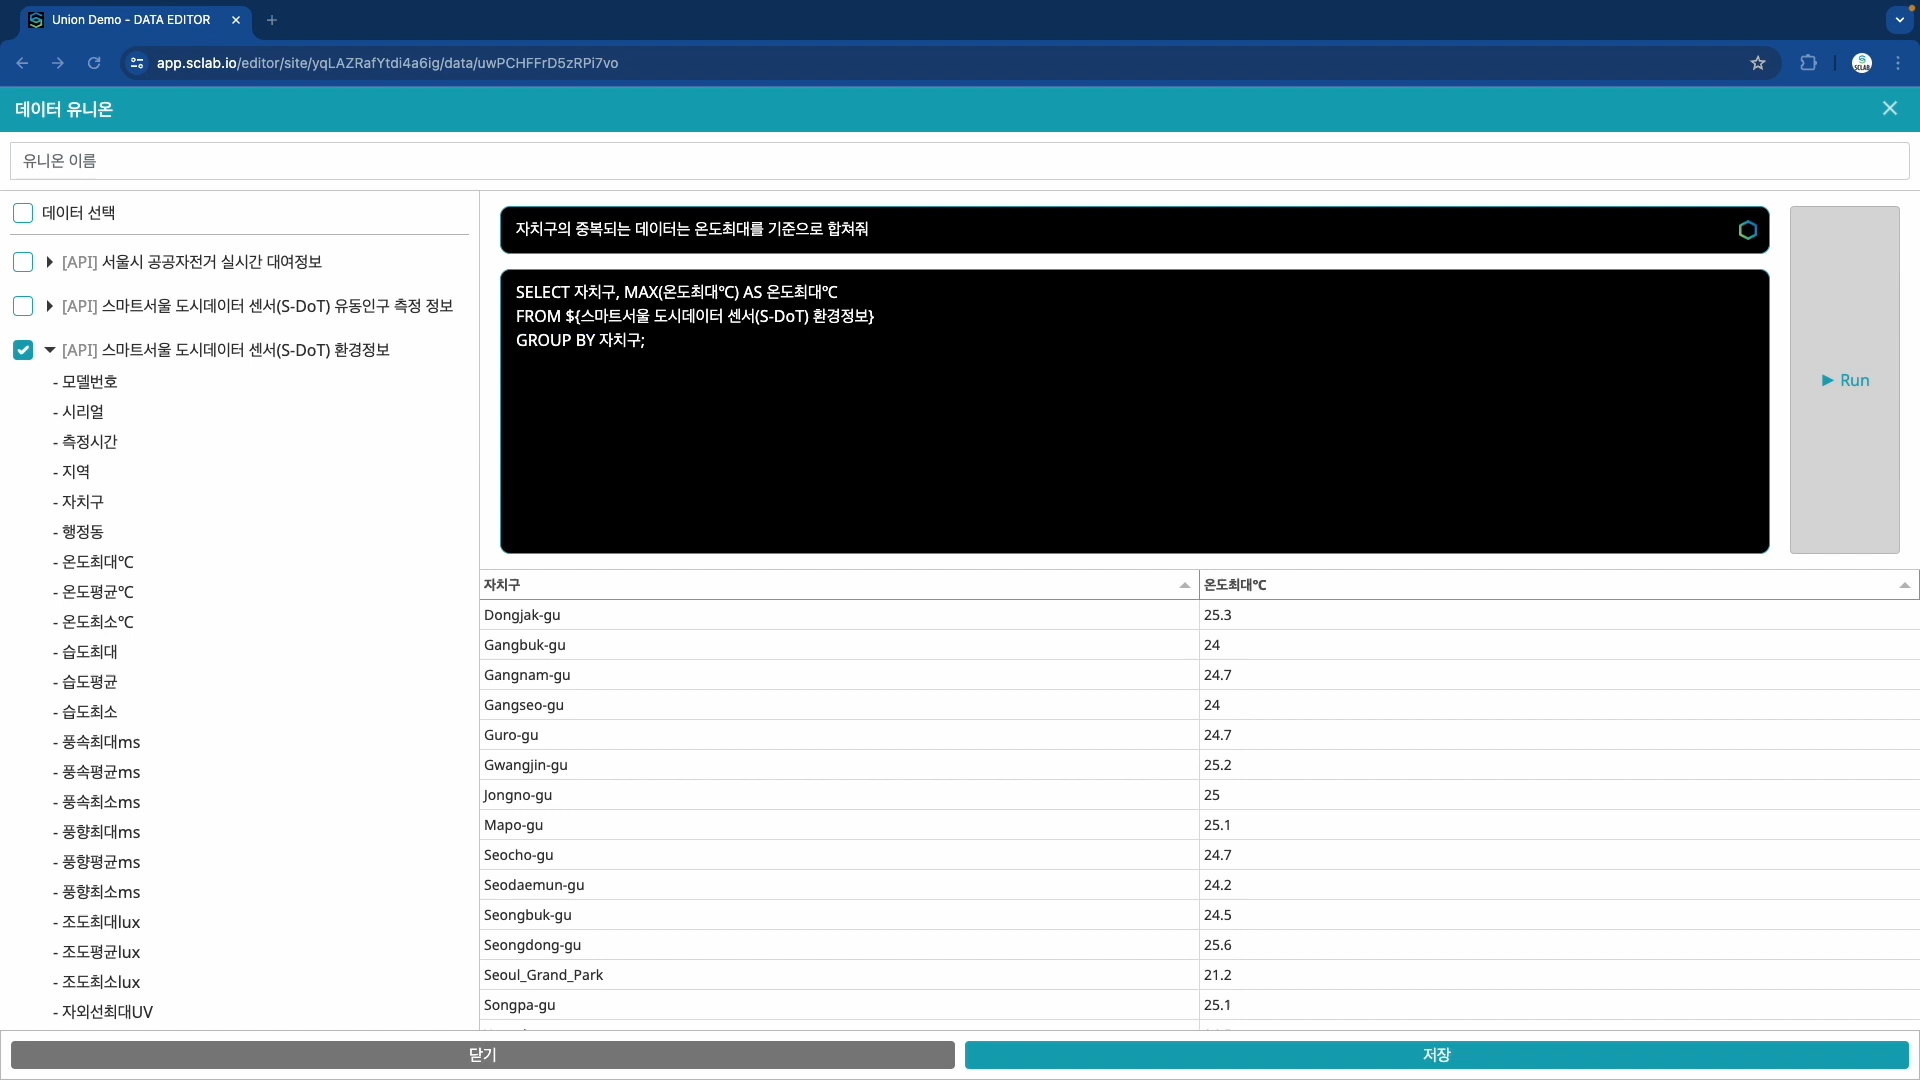 Union Demo - DATA EDITOR
app.sclab.io/editor/site/yqLAZRafYtdi4a6ig/data/uwPCHFFrD5zRPi7vo
SCLAB
데이터 유니온
유니온 이름
데이터 선택
[API] 서울시 공공자전거 실시간 대여정보
[API] 스마트서울 도시데이터 센서(S-DoT) 유동인구 측정 정보
[API] 스마트서울 도시데이터 센서(S-DoT) 환경정보
- 모델번호
- 시리얼
- 측정시간
- 지역
- 자치구
- 행정동
- 온도최대℃
- 온도평균℃
- 온도최소℃
- 습도최대
- 습도평균
- 습도최소
- 풍속최대ms
- 풍속평균ms
- 풍속최소ms
- 풍향최대ms
- 풍향평균ms
- 풍향최소ms
- 조도최대lux
- 조도평균lux
- 조도최소lux
- 자외선최대UV
자치구의 중복되는 데이터는 온도최대를 기준으로 합쳐줘
SELECT 자치구, MAX(온도최대℃) AS 온도최대℃
FROM ${스마트서울 도시데이터 센서(S-DoT) 환경정보}
GROUP BY 자치구;
Run
자치구 온도최대℃
Dongjak-gu 25.3
Gangbuk-gu 24
Gangnam-gu 24.7
Gangseo-gu 24
Guro-gu 24.7
Gwangjin-gu 25.2
Jongno-gu 25
Mapo-gu 25.1
Seocho-gu 24.7
Seodaemun-gu 24.2
Seongbuk-gu 24.5
Seongdong-gu 25.6
Seoul_Grand_Park 21.2
Songpa-gu 25.1
닫기
저장